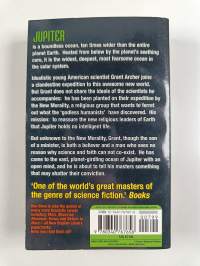 JUPITER
is a boundless ocean, ten times wider than the entire
planet Earth. Heated from below by the planet's seething
core, it is the widest, deepest, most fearsome ocean in
the solar system.
Idealistic young American scientist Grant Archer joins
a clandestine expedition to this awesome new world.
But Grant does not share the ideals of the scientists he
accompanies: he has been planted on their expedition by
the New Morality, a religious group that wants to ferret
out what the 'godless humanists' have discovered. His
mission: To measure the new religious leaders of Earth
that Jupiter holds no intelligent life.
But unknown to the New Morality, Grant, though the son
of a minister, is both a believer and a man who sees no
reason why science and faith can not co-exist. He has
come to the vast, planet-girdling ocean of Jupiter with
an open mind, and he is about to tell his masters
something that may shatter their conviction.
'One of the world's great masters of
the genre of science fiction.' Books